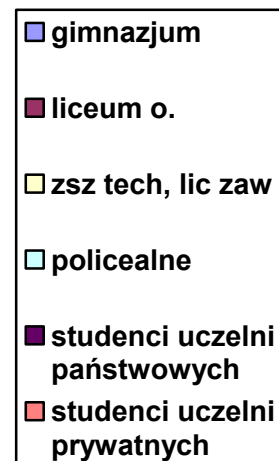 gimnazjum
liceum o.
zsz tech, lic zaw
policealne
studenci uczelni
państwowych
studenci uczelni
prywatnych